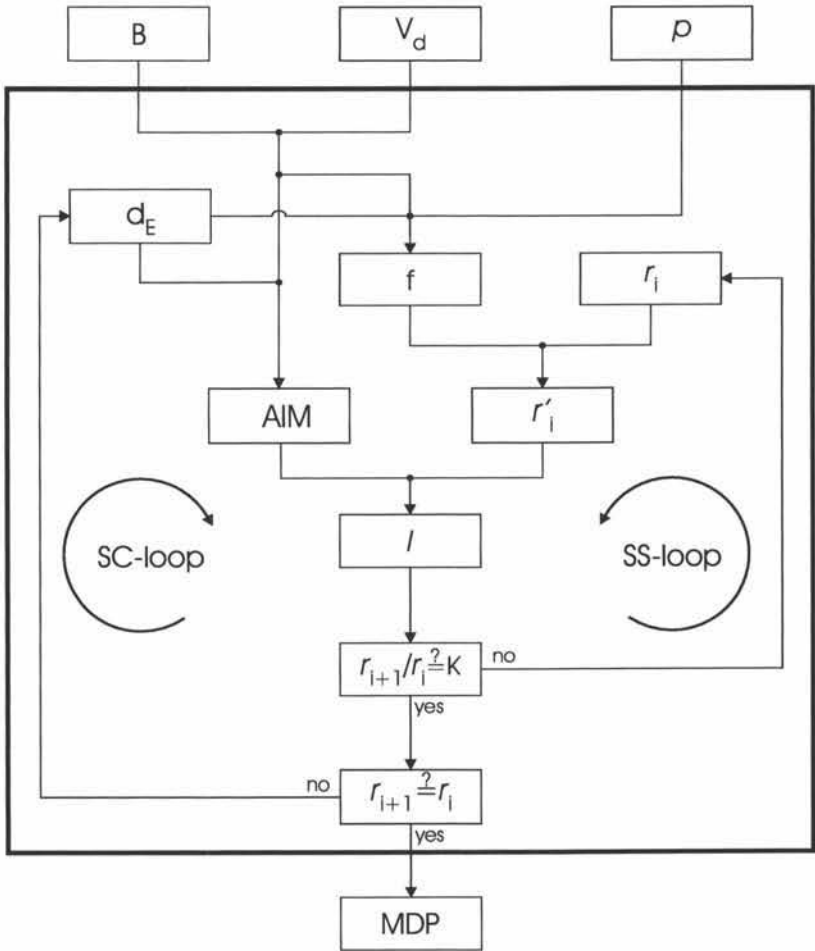 B
V_d
p
d_E
f
r_i
AIM
r'_i
SC-loop
I
SS-loop
r_{i+1}/r_i ≟ K
no
yes
no
r_{i+1} ≟ r_i
yes
MDP